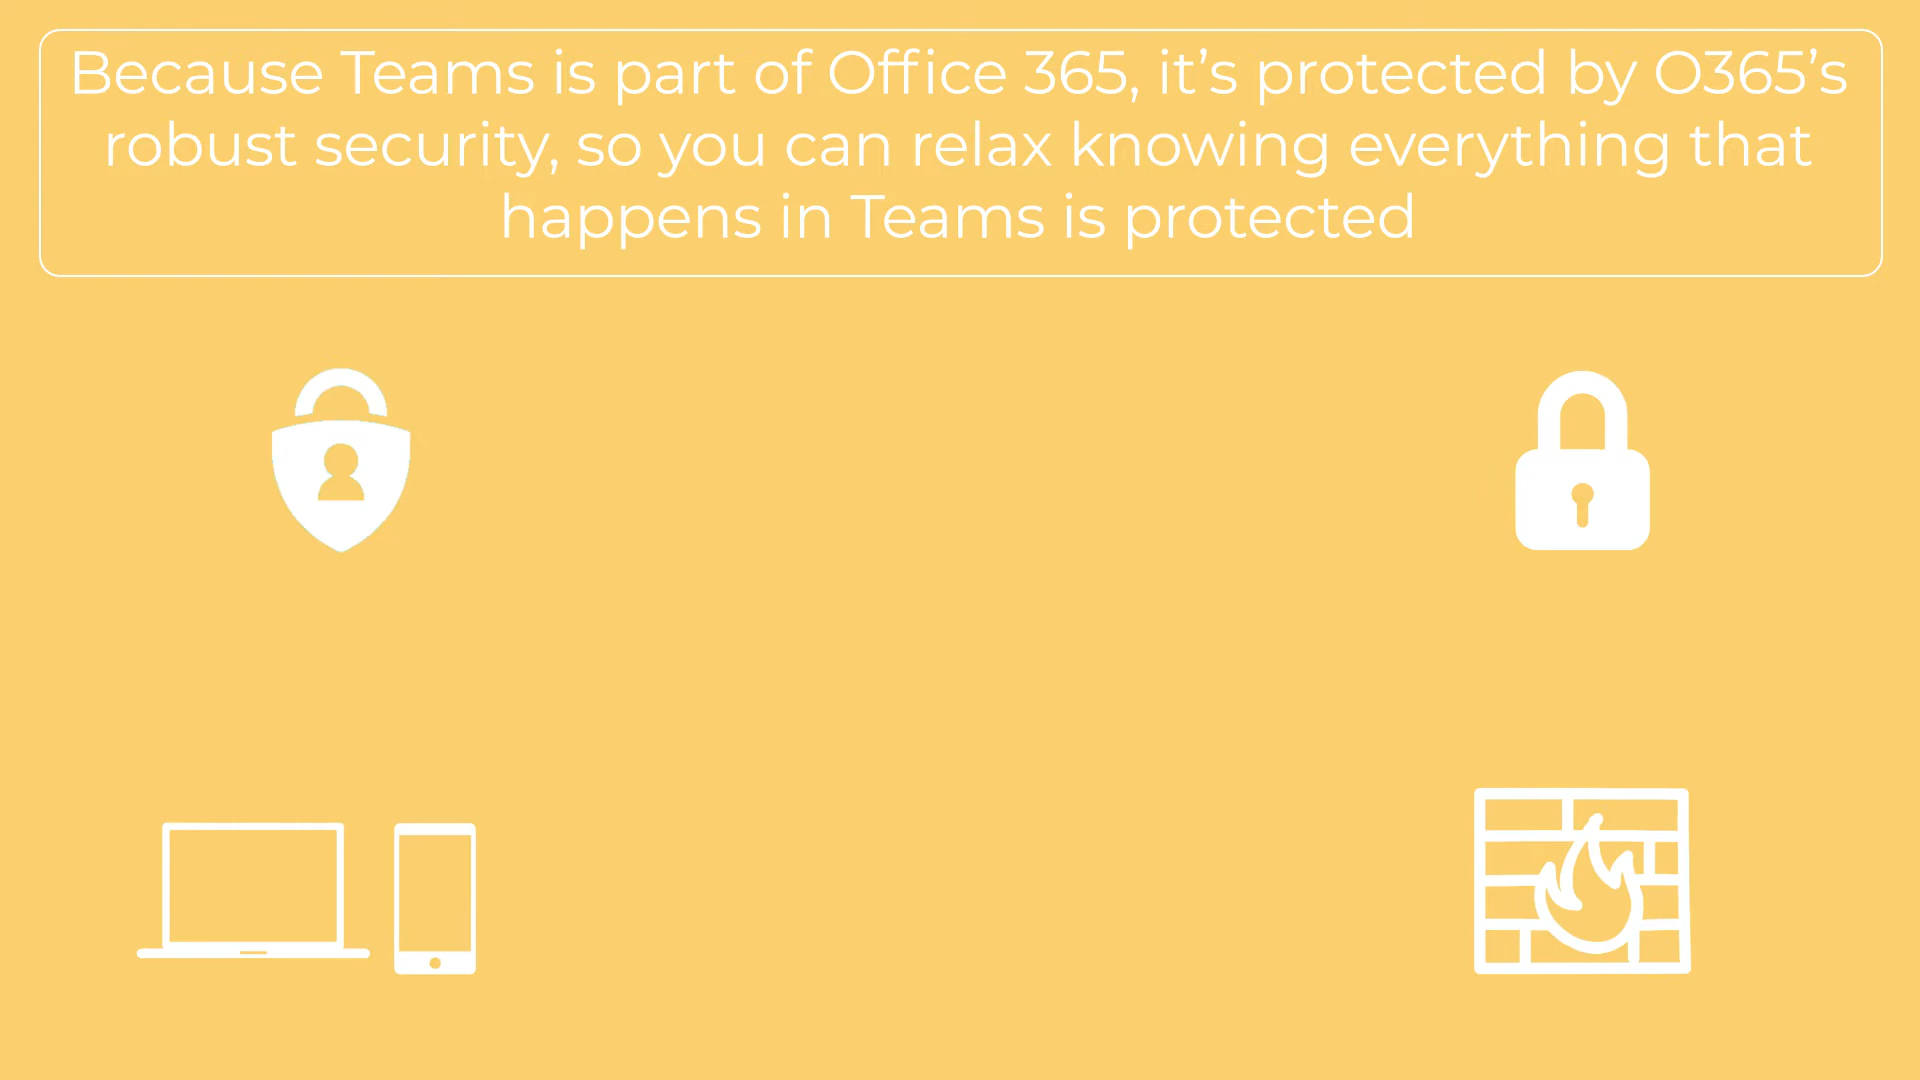 Because Teams is part of Office 365, it’s protected by O365’s
robust security, so you can relax knowing everything that
happens in Teams is protected